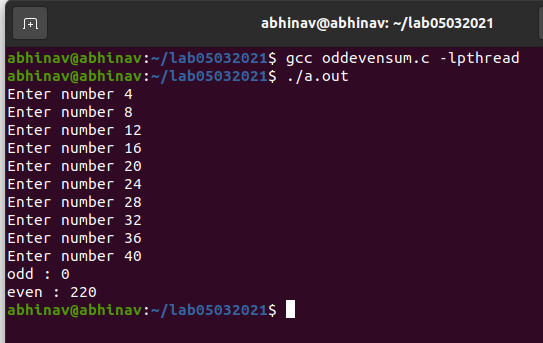 abhinav@abhinav: ~/lab05032021
abhinav@abhinav:~/lab05032021$ gcc oddevensum.c -lpthread
abhinav@abhinav:~/lab05032021$ ./a.out
Enter number 4
Enter number 8
Enter number 12
Enter number 16
Enter number 20
Enter number 24
Enter number 28
Enter number 32
Enter number 36
Enter number 40
odd : 0
even : 220
abhinav@abhinav:~/lab05032021$